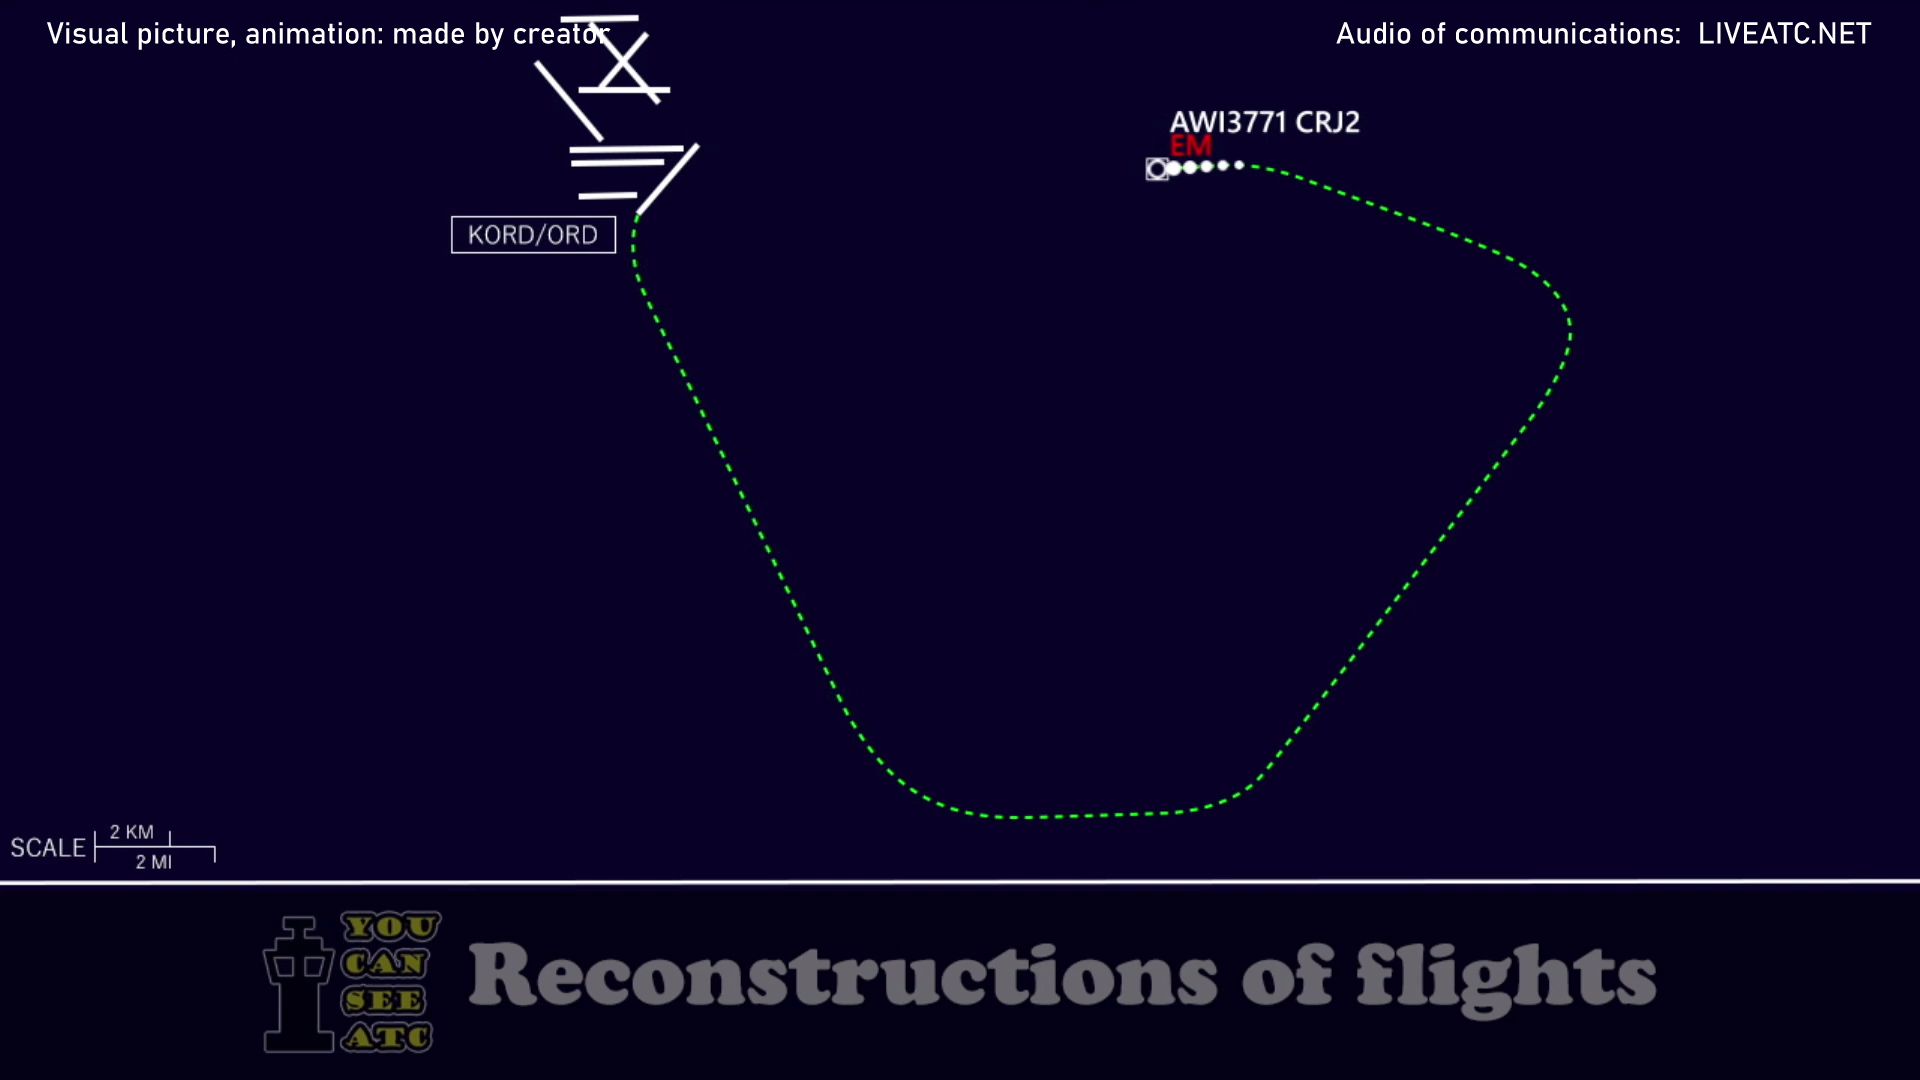 Visual picture, animation: made by creator
Audio of communications: LIVEATC.NET
AWI3771 CRJ2
EM
KORD/ORD
SCALE
2 KM
2 MI
YOU
CAN
SEE
ATC
Reconstructions of flights